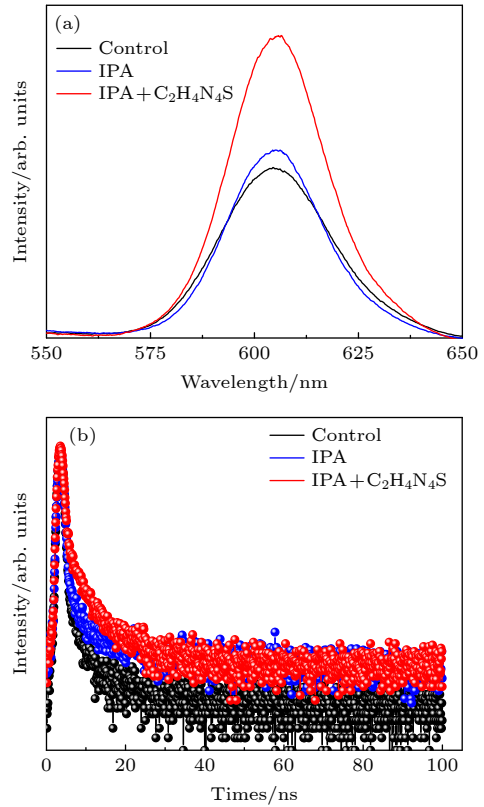 (a)
Control
IPA
IPA+C₂H₄N₄S
Intensity/arb. units
550 575 605 625 650
Wavelength/nm
(b)
Control
IPA
IPA+C₂H₄N₄S
Intensity/arb. units
0 20 40 60 80 100
Times/ns